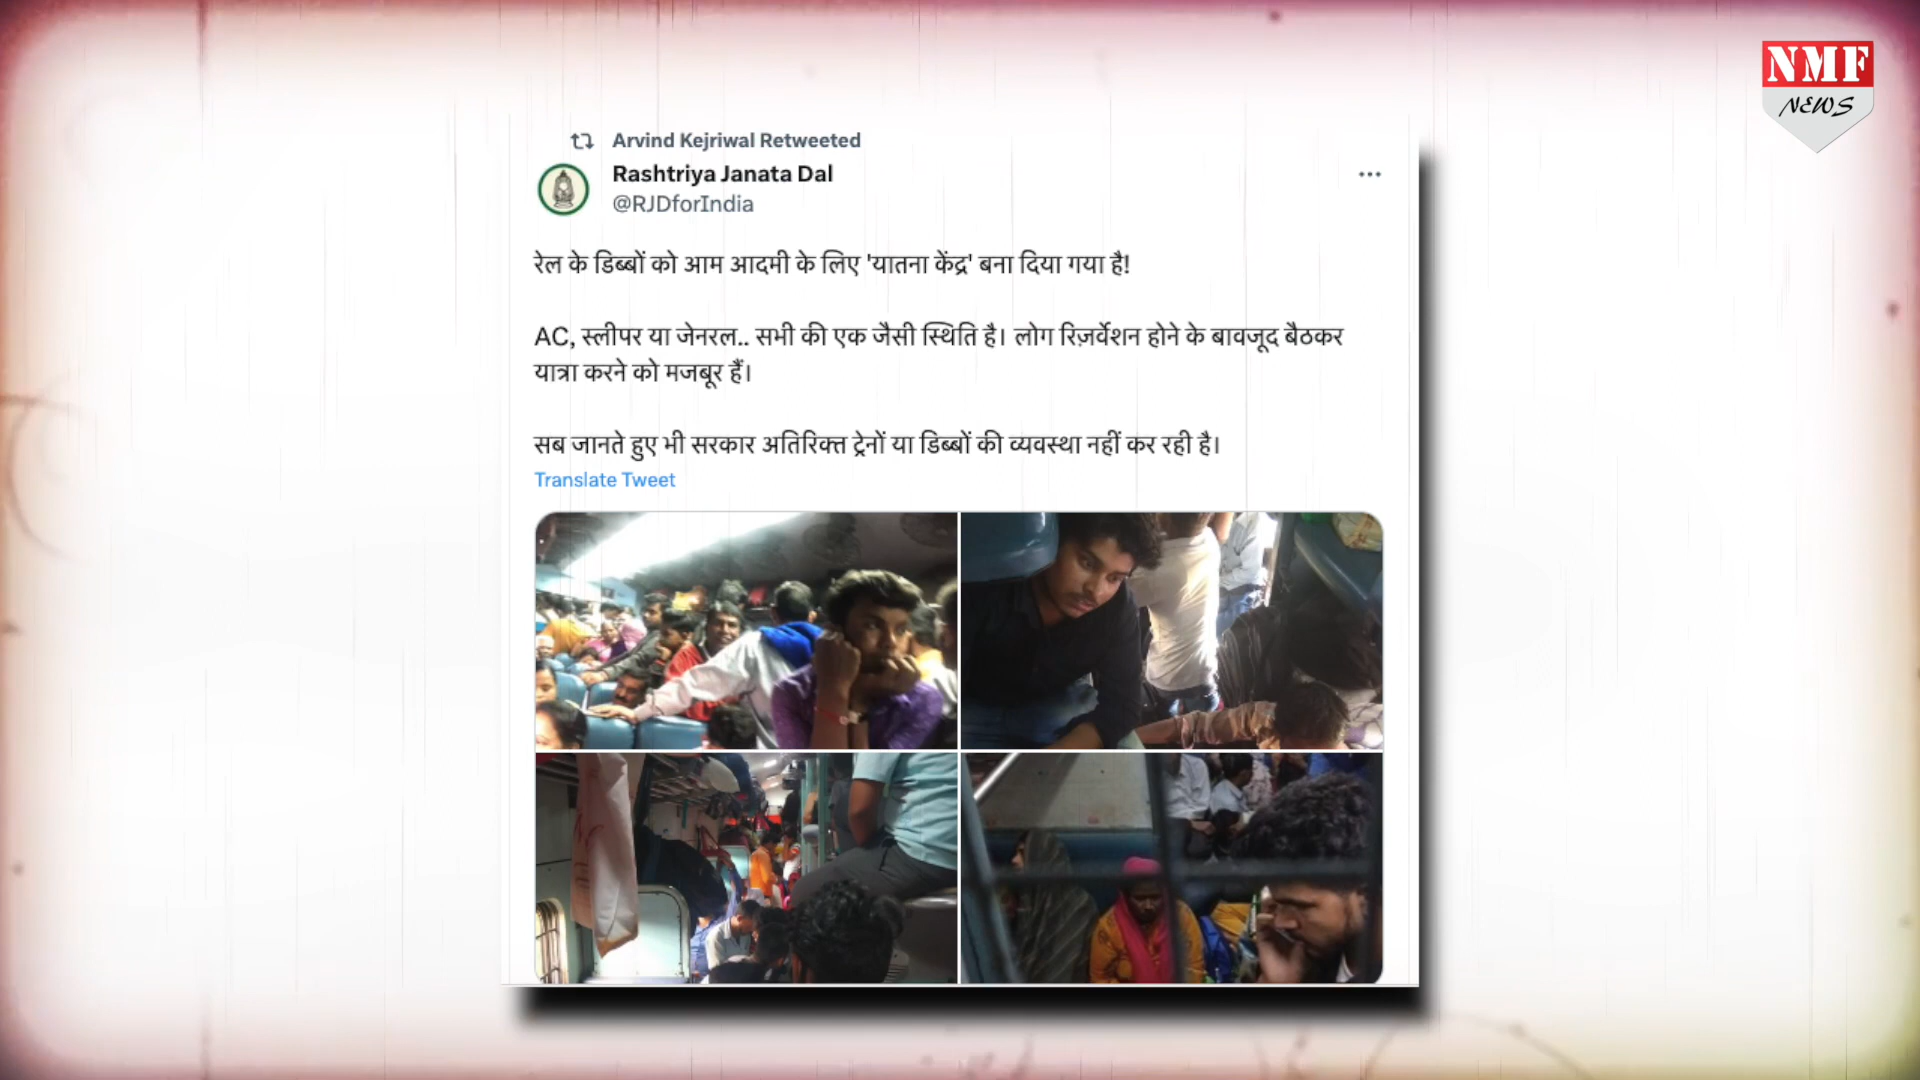 NMF
NEWS
Arvind Kejriwal Retweeted
Rashtriya Janata Dal
@RJDforIndia
रेल के डिब्बों को आम आदमी के लिए 'यातना केंद्र' बना दिया गया है!
AC, स्लीपर या जेनरल.. सभी की एक जैसी स्थिति है। लोग रिज़र्वेशन होने के बावजूद बैठकर
यात्रा करने को मजबूर हैं।
सब जानते हुए भी सरकार अतिरिक्त ट्रेनों या डिब्बों की व्यवस्था नहीं कर रही है।
Translate Tweet